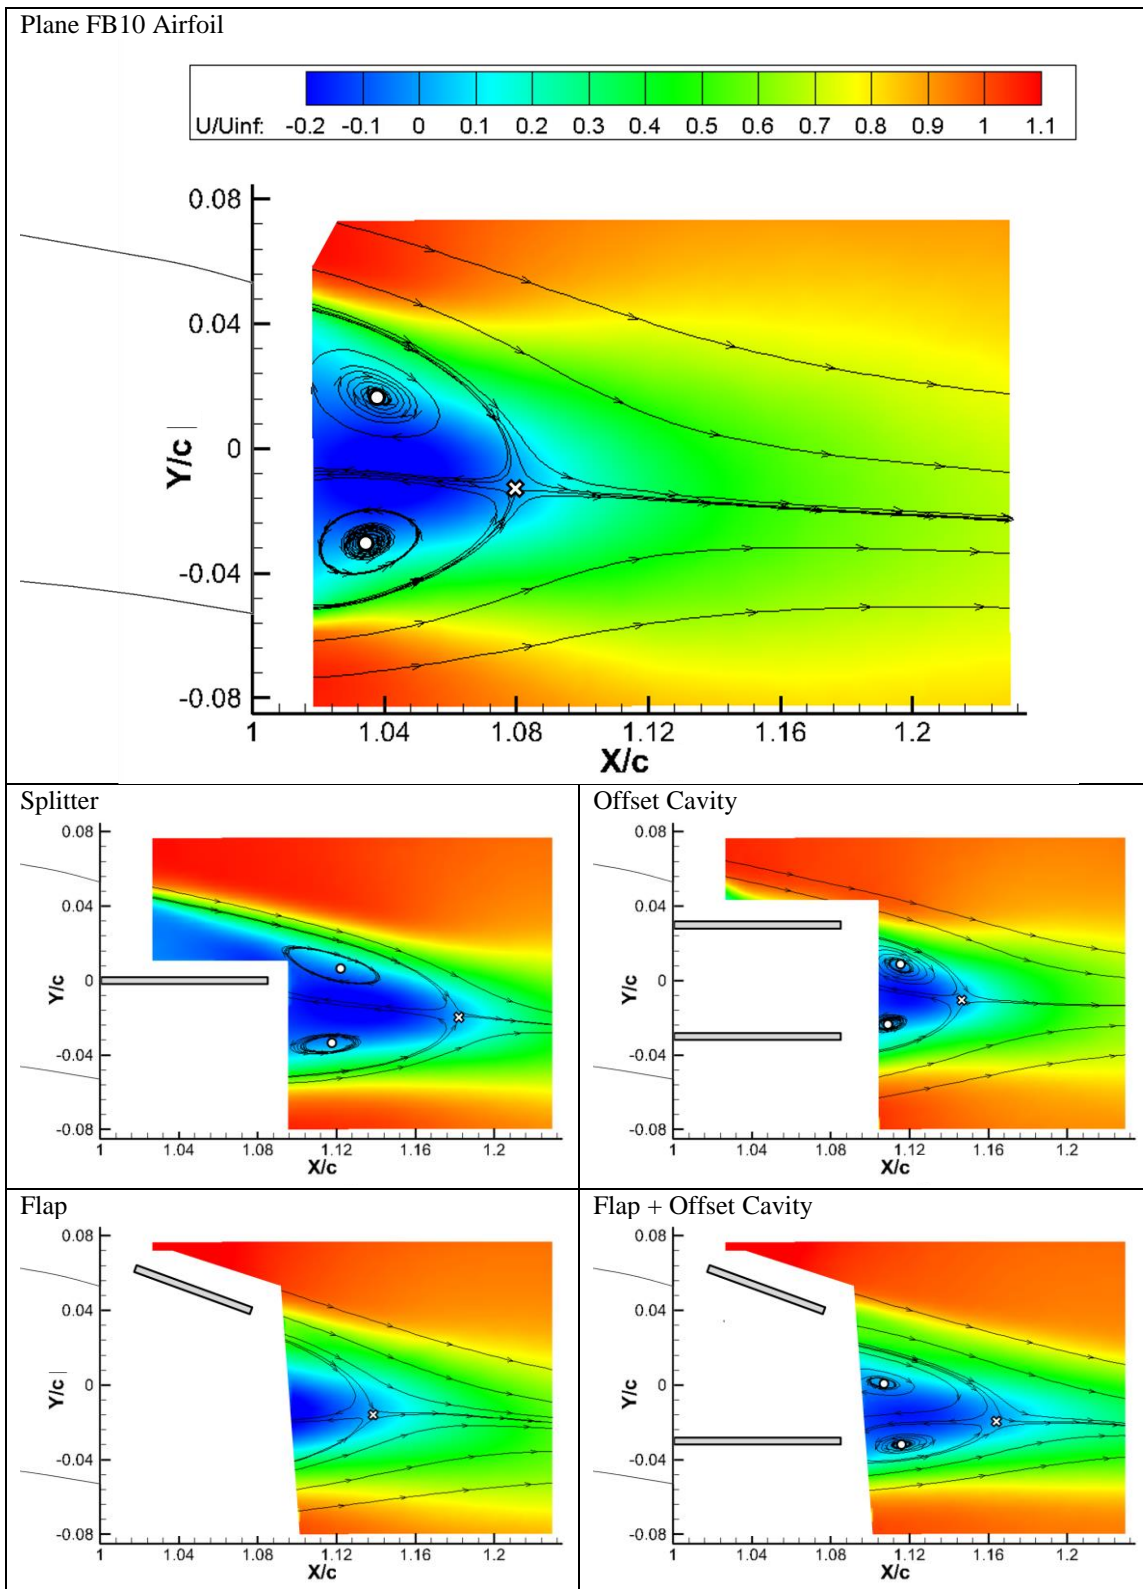 Plane FB10 Airfoil
U/Uinf: -0.2 -0.1 0 0.1 0.2 0.3 0.4 0.5 0.6 0.7 0.8 0.9 1 1.1
0.08
0.04
Y/c
0
-0.04
-0.08
1 1.04 1.08 1.12 1.16 1.2
X/c
Splitter
0.08
0.04
Y/c
0
-0.04
-0.08
1 1.04 1.08 1.12 1.16 1.2
X/c
Offset Cavity
0.08
0.04
Y/c
0
-0.04
-0.08
1 1.04 1.08 1.12 1.16 1.2
X/c
Flap
0.08
0.04
Y/c
0
-0.04
-0.08
1 1.04 1.08 1.12 1.16 1.2
X/c
Flap + Offset Cavity
0.08
0.04
Y/c
0
-0.04
-0.08
1 1.04 1.08 1.12 1.16 1.2
X/c